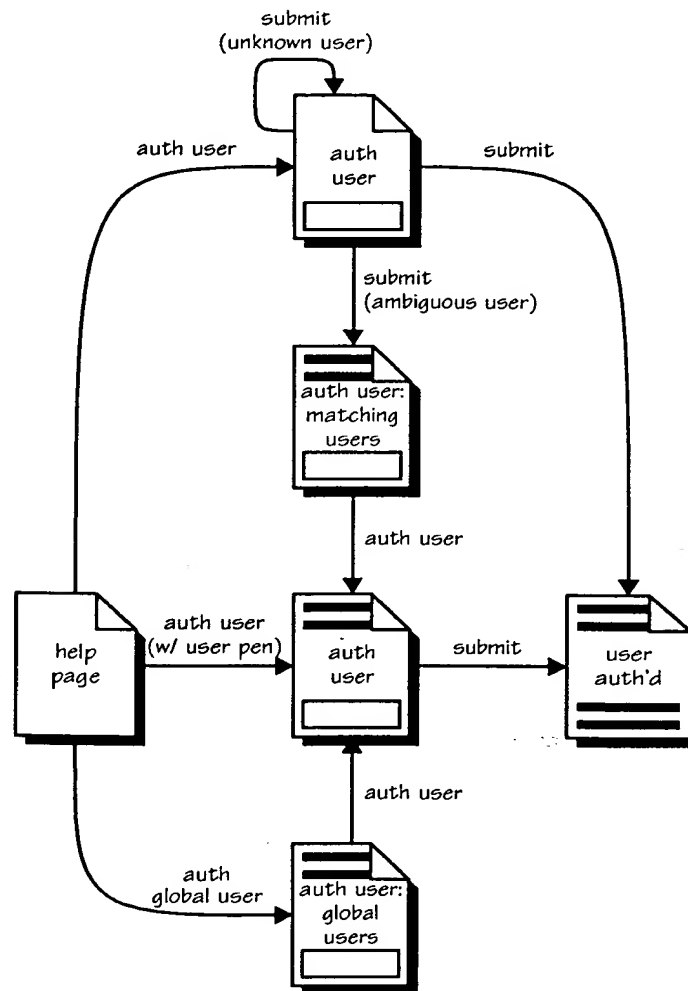 submit
(unknown user)
auth user
auth
user
submit
submit
(ambiguous user)
auth user:
matching
users
auth user
help
page
auth user
(w/ user pen)
auth
user
submit
user
auth'd
auth user
auth
global user
auth user:
global
users